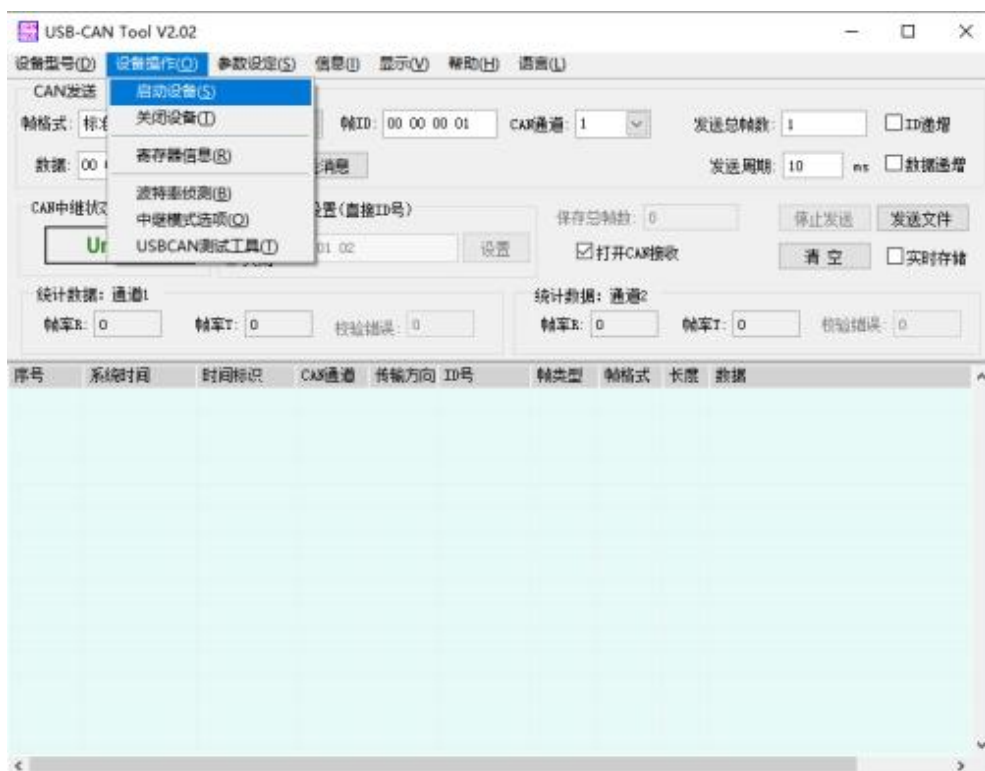 USB-CAN Tool V2.02
设备型号(D) 设备操作(O) 参数设定(S) 信息(I) 显示(V) 帮助(H) 语言(L)
CAN发送
启动设备(S)
关闭设备(T)
寄存器信息(R)
波特率侦测(B)
中继模式选项(O)
USBCAN测试工具(T)
帧格式: 标准
帧ID: 00 00 00 01 CAN通道: 1 发送总帧数: 1 ID递增
数据: 00
消息 发送周期: 10 ms 数据递增
CAN中继状态
设置(直接ID号) 保存总帧数: 0 停止发送 发送文件
01 02 设置 打开CAN接收 清 空 实时存储
统计数据: 通道1 统计数据: 通道2
帧率R: 0 帧率T: 0 校验错误: 0 帧率R: 0 帧率T: 0 校验错误: 0
序号 系统时间 时间标识 CAN通道 传输方向 ID号 帧类型 帧格式 长度 数据